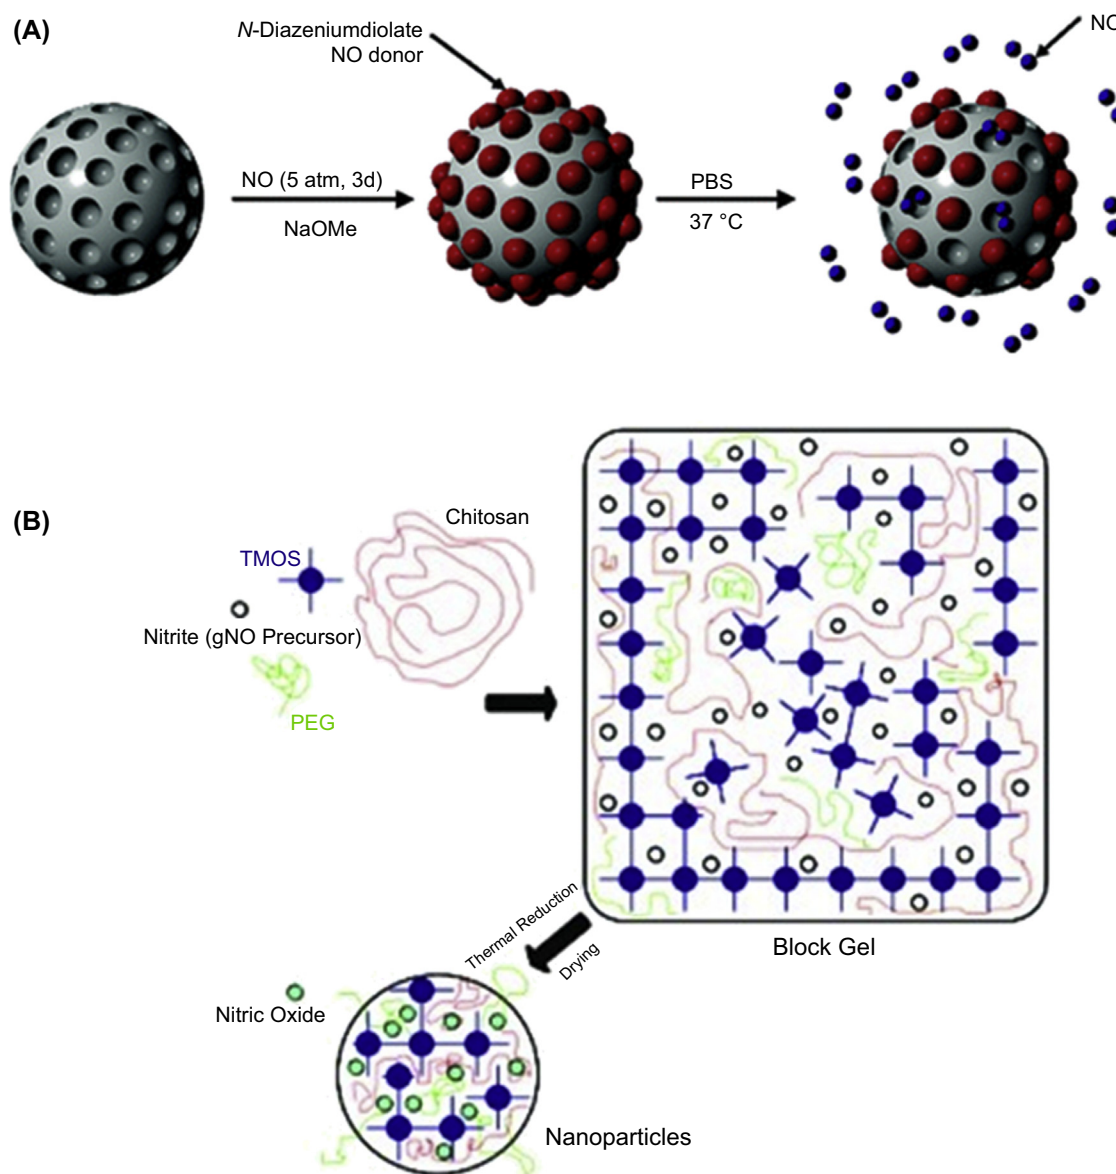 (A)
N-Diazeniumdiolate
NO donor
NO
NO (5 atm, 3d)
NaOMe
PBS
37 °C
(B)
Chitosan
TMOS
Nitrite (gNO Precursor)
PEG
Block Gel
Thermal Reduction
Drying
Nitric Oxide
Nanoparticles